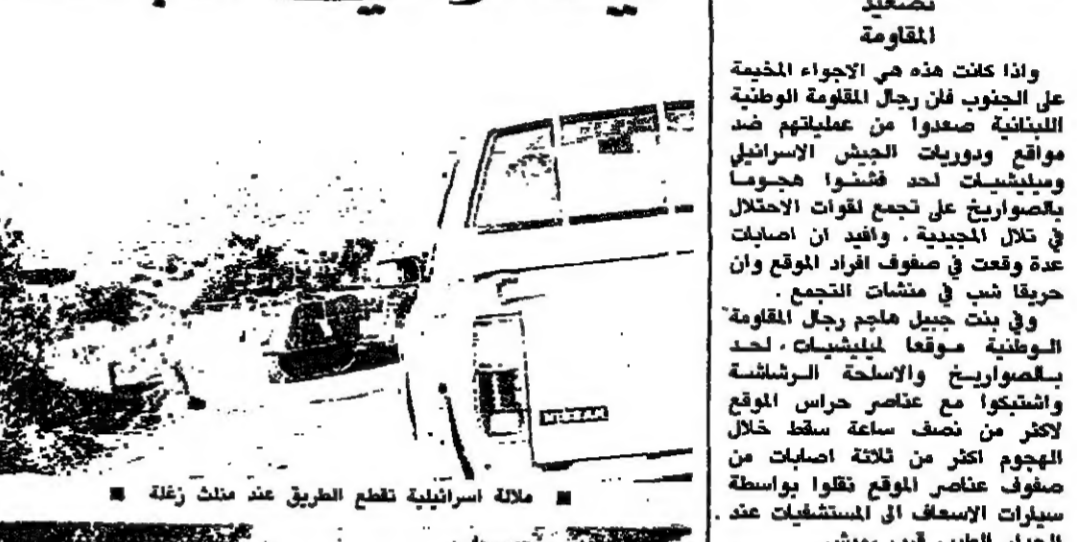 تصعيد
المقاومة
واذا كانت هذه هي الاجواء المخيمة
على الجنوب فان رجال المقاومة الوطنية
اللبنانية صعدوا من عملياتهم ضد
مواقع ودوريات الجيش الاسرائيلي
وميليشيات لحد فشنوا هجوما
بالصواريخ على تجمع لقوات الاحتلال
في تلال المجيدية . وافيد ان اصابات
عدة وقعت في صفوف افراد الموقع وان
حريقا شب في منشات التجمع .
وفي بنت جبيل هاجم رجال المقاومة
الوطنية موقعا لميليشيات لحد
بالصواريخ والاسلحة الرشاشة
واشتبكوا مع عناصر حراس الموقع
لاكثر من نصف ساعة سقط خلال
الهجوم اكثر من ثلاثة اصابات من
صفوف عناصر الموقع نقلوا بواسطة
سيارات الاسعاف الى المستشفيات عند
NISSAN
■ ملالة اسرائيلية تقطع الطريق عند مثلث زغلة ■